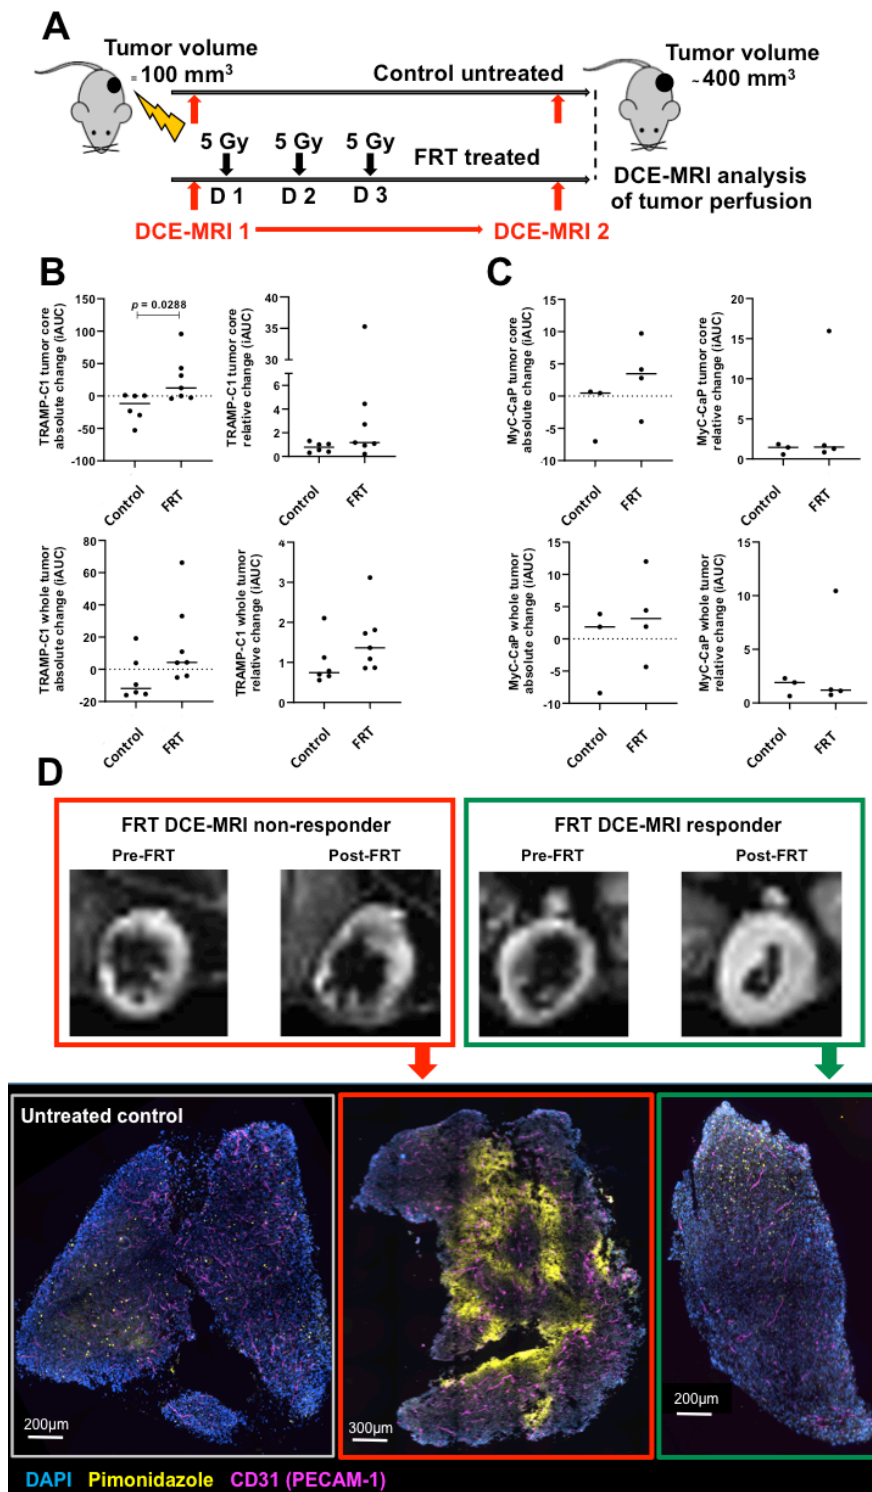 A
Tumor volume
= 100 mm³
Control untreated
Tumor volume
~ 400 mm³
5 Gy 5 Gy 5 Gy
FRT treated
D 1 D 2 D 3
DCE-MRI analysis
of tumor perfusion
DCE-MRI 1
DCE-MRI 2
B
TRAMP-C1 tumor core
absolute change (iAUC)
150
100
50
0
-50
-100
p = 0.0288
Control
FRT
TRAMP-C1 tumor core
relative change (iAUC)
40
35
30
6
4
2
0
Control
FRT
C
MyC-CaP tumor core
absolute change (iAUC)
15
10
5
0
-5
-10
Control
FRT
MyC-CaP tumor core
relative change (iAUC)
20
15
10
5
0
Control
FRT
TRAMP-C1 whole tumor
absolute change (iAUC)
80
60
40
20
0
-20
Control
FRT
TRAMP-C1 whole tumor
relative change (iAUC)
4
3
2
1
0
Control
FRT
MyC-CaP whole tumor
absolute change (iAUC)
15
10
5
0
-5
-10
Control
FRT
MyC-CaP whole tumor
relative change (iAUC)
15
10
5
0
Control
FRT
D
FRT DCE-MRI non-responder
Pre-FRT
Post-FRT
FRT DCE-MRI responder
Pre-FRT
Post-FRT
Untreated control
200µm
300µm
200µm
DAPI Pimonidazole CD31 (PECAM-1)